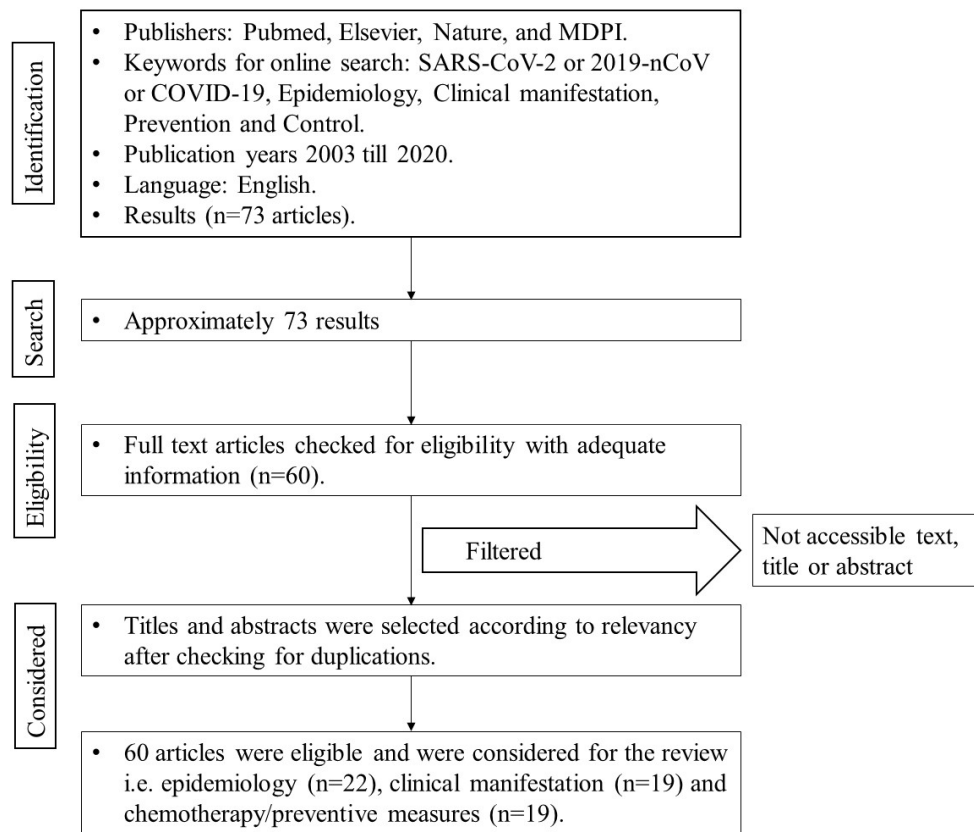 Identification
• Publishers: Pubmed, Elsevier, Nature, and MDPI.
• Keywords for online search: SARS-CoV-2 or 2019-nCoV
or COVID-19, Epidemiology, Clinical manifestation,
Prevention and Control.
• Publication years 2003 till 2020.
• Language: English.
• Results (n=73 articles).
Search
• Approximately 73 results
Eligibility
• Full text articles checked for eligibility with adequate
information (n=60).
Filtered
Not accessible text,
title or abstract
Considered
• Titles and abstracts were selected according to relevancy
after checking for duplications.
• 60 articles were eligible and were considered for the review
i.e. epidemiology (n=22), clinical manifestation (n=19) and
chemotherapy/preventive measures (n=19).